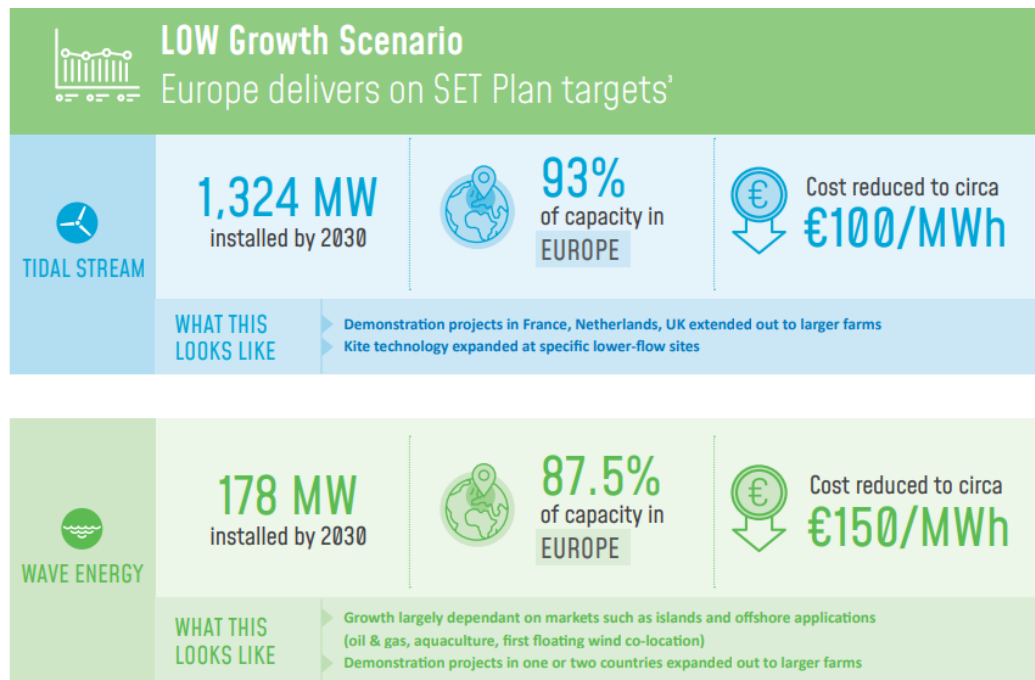 LOW Growth Scenario
Europe delivers on SET Plan targets³
TIDAL STREAM
1,324 MW
installed by 2030
93%
of capacity in
EUROPE
Cost reduced to circa
€100/MWh
WHAT THIS
LOOKS LIKE
Demonstration projects in France, Netherlands, UK extended out to larger farms
Kite technology expanded at specific lower-flow sites
WAVE ENERGY
178 MW
installed by 2030
87.5%
of capacity in
EUROPE
Cost reduced to circa
€150/MWh
WHAT THIS
LOOKS LIKE
Growth largely dependant on markets such as islands and offshore applications
(oil & gas, aquaculture, first floating wind co-location)
Demonstration projects in one or two countries expanded out to larger farms